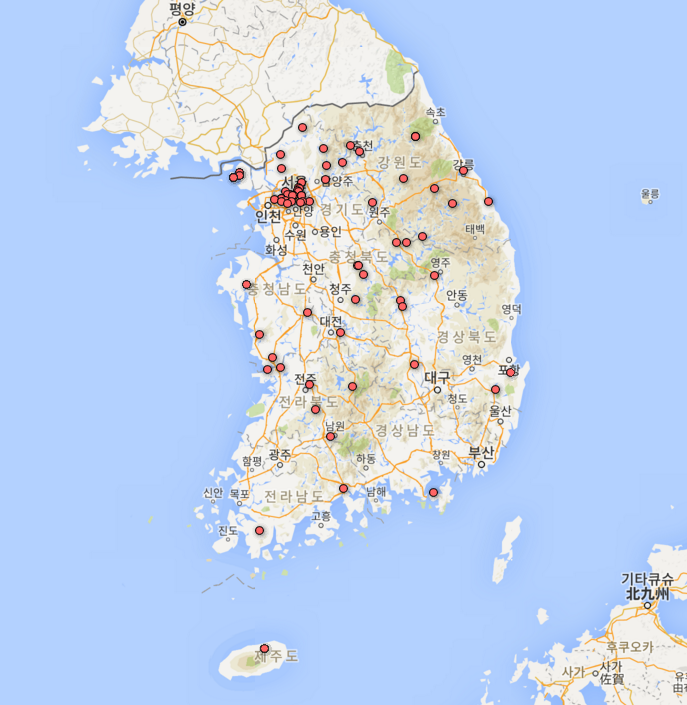 평양
속초
춘천
강원도
강릉
서울
남양주
울릉
인천
안양
경기도
원주
수원
용인
태백
화성
충청북도
천안
영주
충청남도
청주
안동
영덕
대전
경상북도
영천
포항
전주
대구
전라북도
청도
울산
남원
경상남도
광주
함평
하동
창원
부산
신안
목포
전라남도
남해
고흥
진도
기타큐슈
北九州
후쿠오카
제주도
사가
사가
佐賀